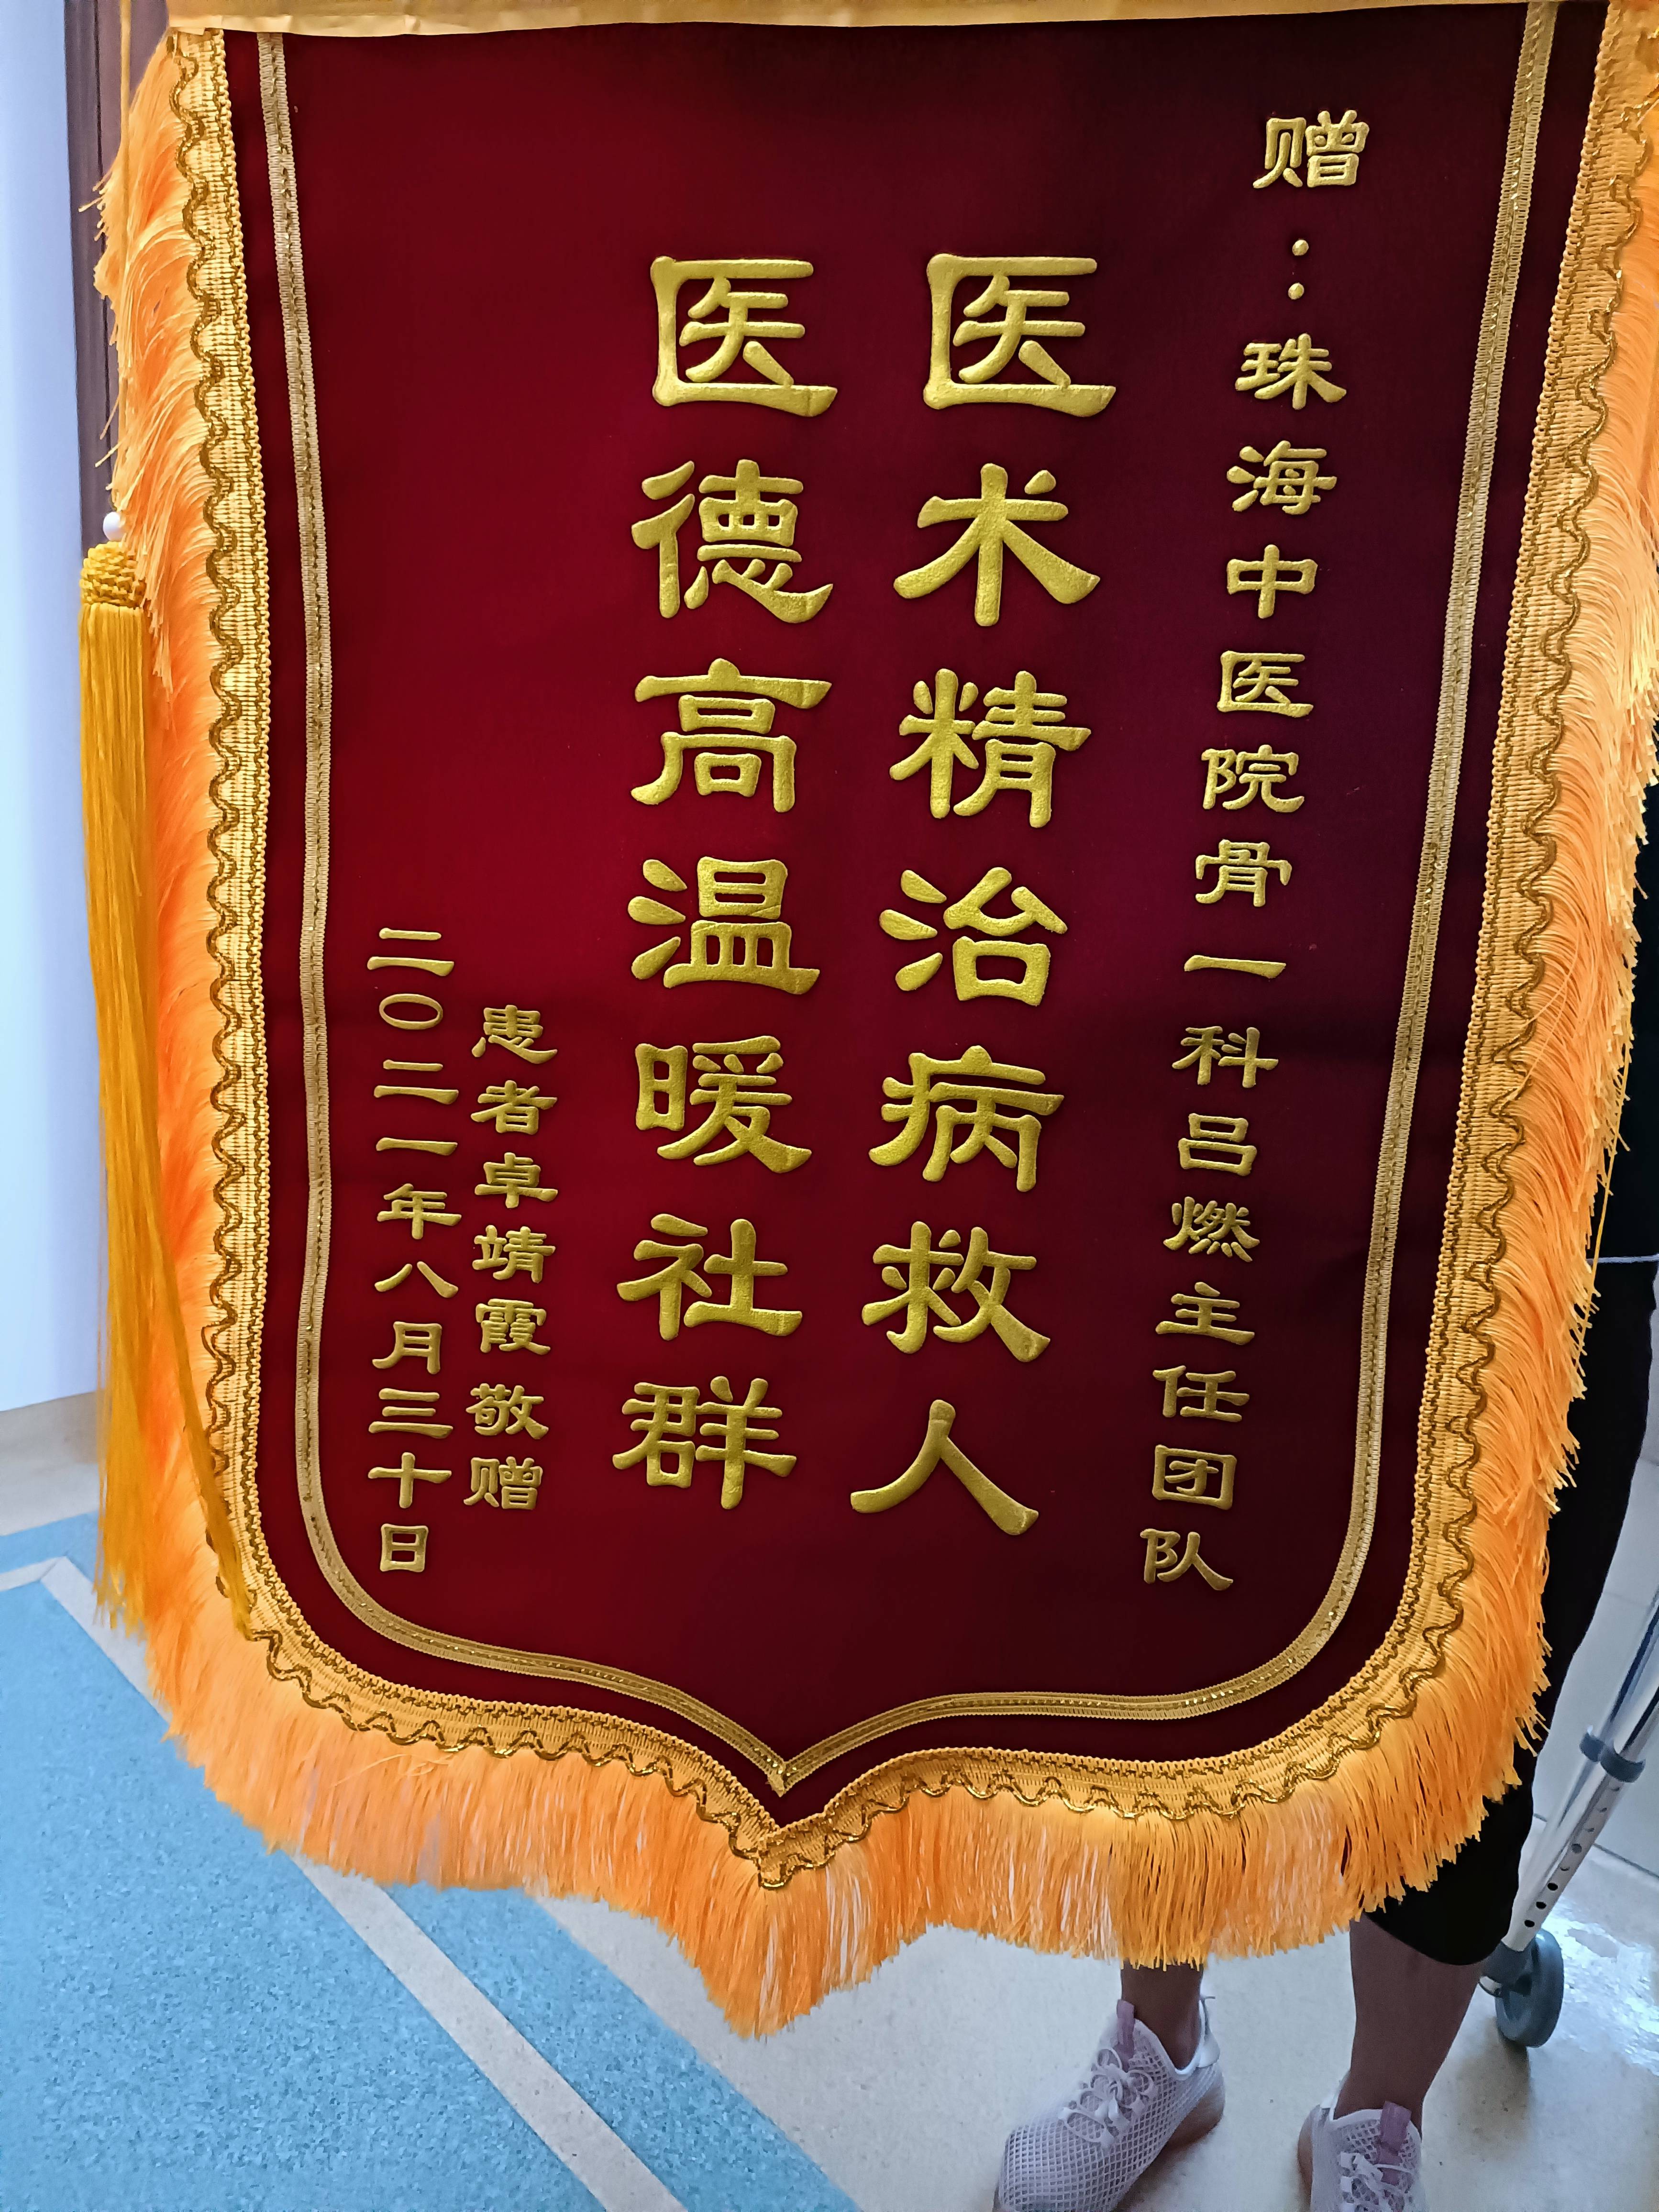 赠：珠海中医院骨一科吕燃主任团队
医术精治病救人
医德高温暖社群
患者卓靖霞敬赠
二〇二一年八月三十日